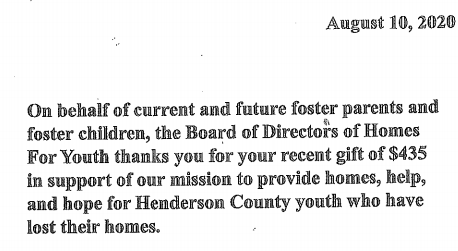 August 10, 2020
On behalf of current and future foster parents and
foster children, the Board of Directors of Homes
For Youth thanks you for your recent gift of $435
in support of our mission to provide homes, help,
and hope for Henderson County youth who have
lost their homes.